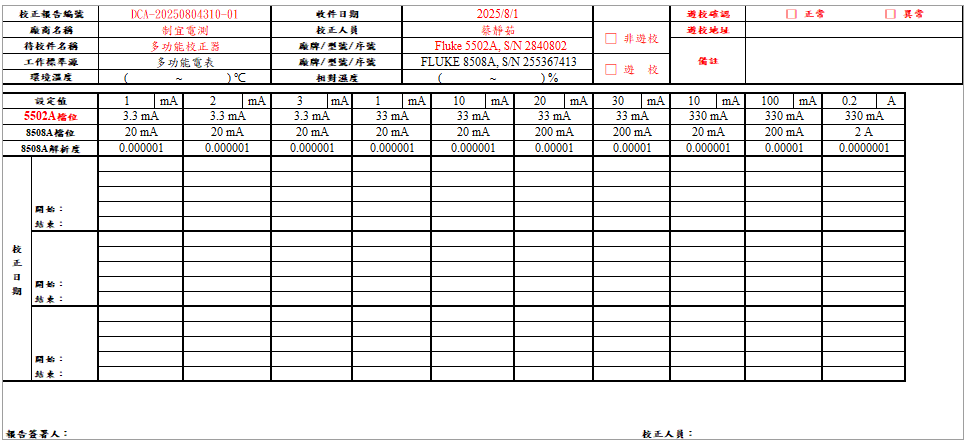 校正報告編號 DCA-20250804310-01 收件日期 2025/8/1 遊校確認 □ 正常 □ 異常
廠商名稱 制宜電測 校正人員 蔡靜茹 □ 非遊校 遊校地址
待校件名稱 多功能校正器 廠牌/型號/序號 Fluke 5502A, S/N 2840802
工作標準源 多功能電表 廠牌/型號/序號 FLUKE 8508A, S/N 255367413 □ 遊 校 備註
環境溫度 ( ~ )℃ 相對濕度 ( ~ )%
設定值 1 mA 2 mA 3 mA 1 mA 10 mA 20 mA 30 mA 10 mA 100 mA 0.2 A
5502A檔位 3.3 mA 3.3 mA 3.3 mA 33 mA 33 mA 33 mA 33 mA 330 mA 330 mA 330 mA
8508A檔位 20 mA 20 mA 20 mA 20 mA 20 mA 200 mA 200 mA 20 mA 200 mA 2 A
8508A解析度 0.000001 0.000001 0.000001 0.000001 0.000001 0.00001 0.00001 0.000001 0.00001 0.0000001
校正日期
開始：
結束：
開始：
結束：
開始：
結束：
報告簽署人： 校正人員：